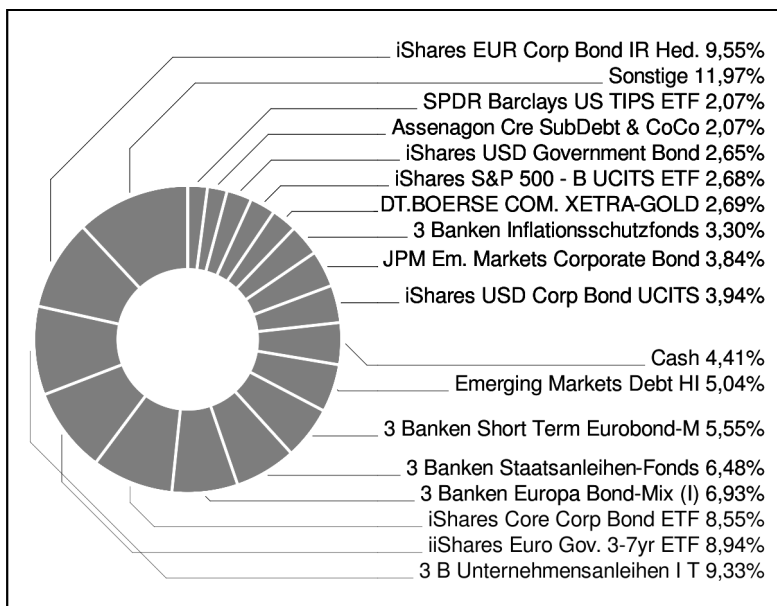 iShares EUR Corp Bond IR Hed. 9,55%
Sonstige 11,97%
SPDR Barclays US TIPS ETF 2,07%
Assenagon Cre SubDebt & CoCo 2,07%
iShares USD Government Bond 2,65%
iShares S&P 500 - B UCITS ETF 2,68%
DT.BOERSE COM. XETRA-GOLD 2,69%
3 Banken Inflationsschutzfonds 3,30%
JPM Em. Markets Corporate Bond 3,84%
iShares USD Corp Bond UCITS 3,94%
Cash 4,41%
Emerging Markets Debt HI 5,04%
3 Banken Short Term Eurobond-M 5,55%
3 Banken Staatsanleihen-Fonds 6,48%
3 Banken Europa Bond-Mix (I) 6,93%
iShares Core Corp Bond ETF 8,55%
iiShares Euro Gov. 3-7yr ETF 8,94%
3 B Unternehmensanleihen I T 9,33%